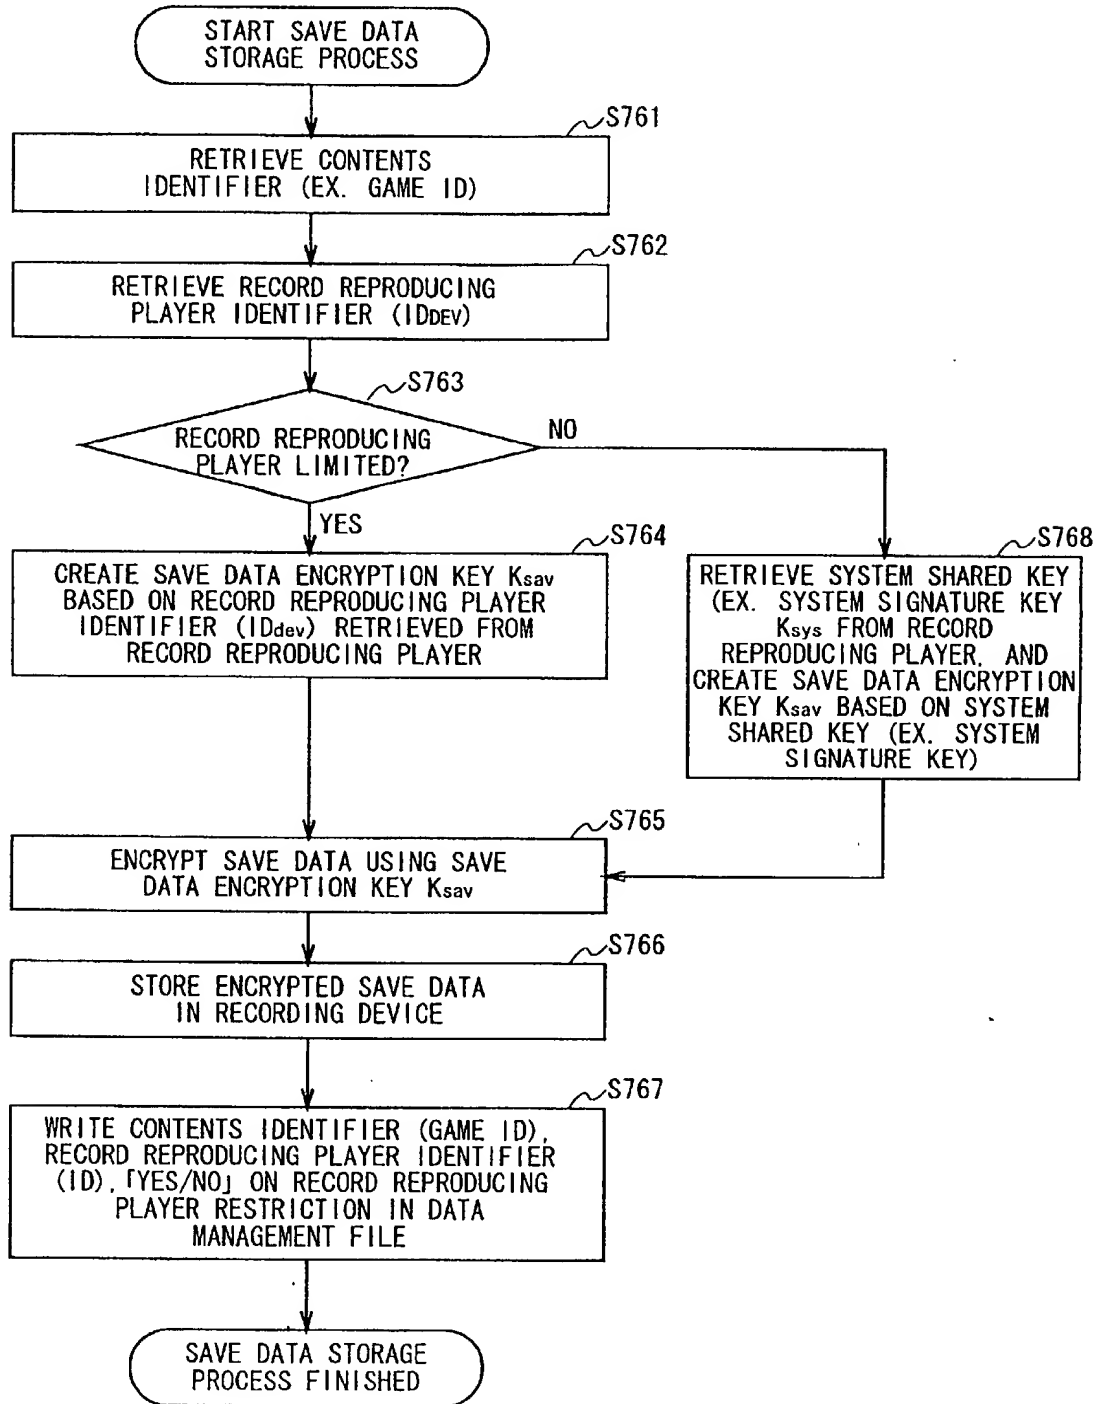 START SAVE DATA
STORAGE PROCESS
S761
RETRIEVE CONTENTS
IDENTIFIER (EX. GAME ID)
S762
RETRIEVE RECORD REPRODUCING
PLAYER IDENTIFIER (IDDEV)
S763
RECORD REPRODUCING
PLAYER LIMITED?
NO
YES
S764
CREATE SAVE DATA ENCRYPTION KEY Ksav
BASED ON RECORD REPRODUCING PLAYER
IDENTIFIER (IDdev) RETRIEVED FROM
RECORD REPRODUCING PLAYER
S768
RETRIEVE SYSTEM SHARED KEY
(EX. SYSTEM SIGNATURE KEY
Ksys FROM RECORD
REPRODUCING PLAYER, AND
CREATE SAVE DATA ENCRYPTION
KEY Ksav BASED ON SYSTEM
SHARED KEY (EX. SYSTEM
SIGNATURE KEY)
S765
ENCRYPT SAVE DATA USING SAVE
DATA ENCRYPTION KEY Ksav
S766
STORE ENCRYPTED SAVE DATA
IN RECORDING DEVICE
S767
WRITE CONTENTS IDENTIFIER (GAME ID),
RECORD REPRODUCING PLAYER IDENTIFIER
(ID),「YES/NO」ON RECORD REPRODUCING
PLAYER RESTRICTION IN DATA
MANAGEMENT FILE
SAVE DATA STORAGE
PROCESS FINISHED